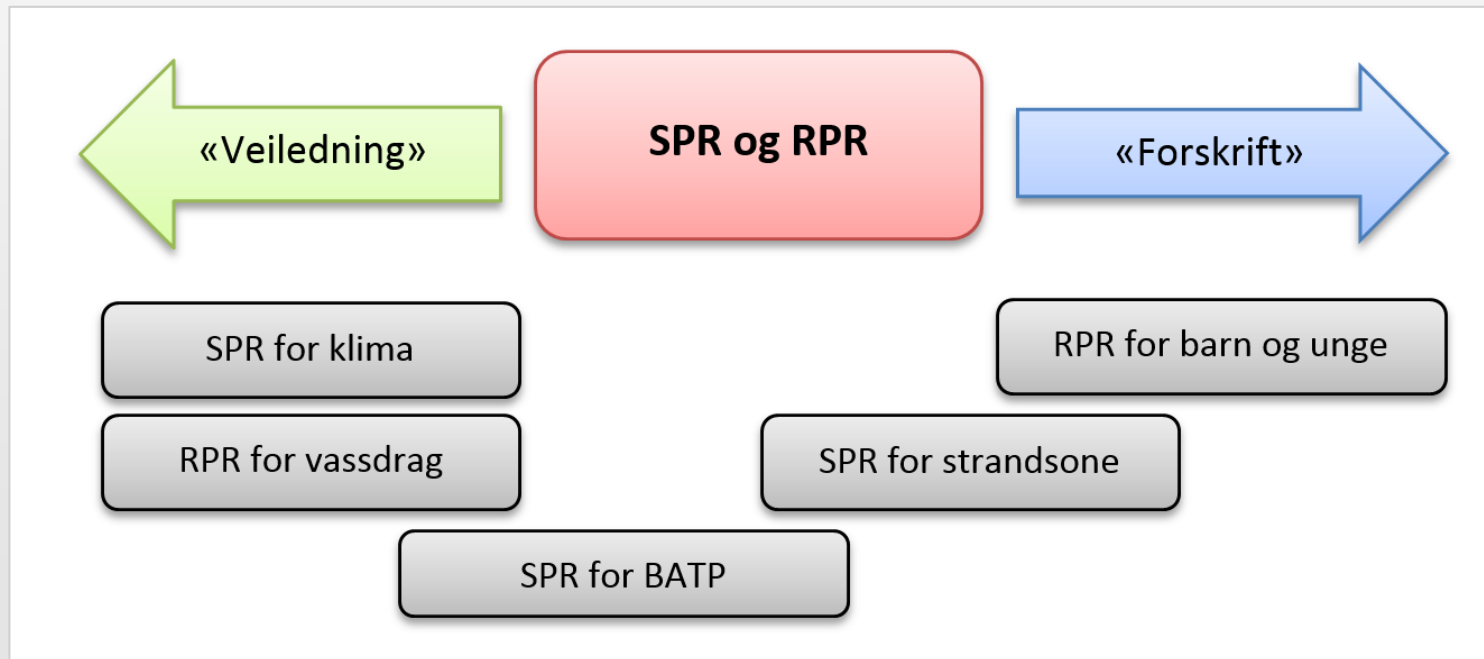 «Veiledning»
SPR og RPR
«Forskrift»
SPR for klima
RPR for barn og unge
RPR for vassdrag
SPR for strandsone
SPR for BATP